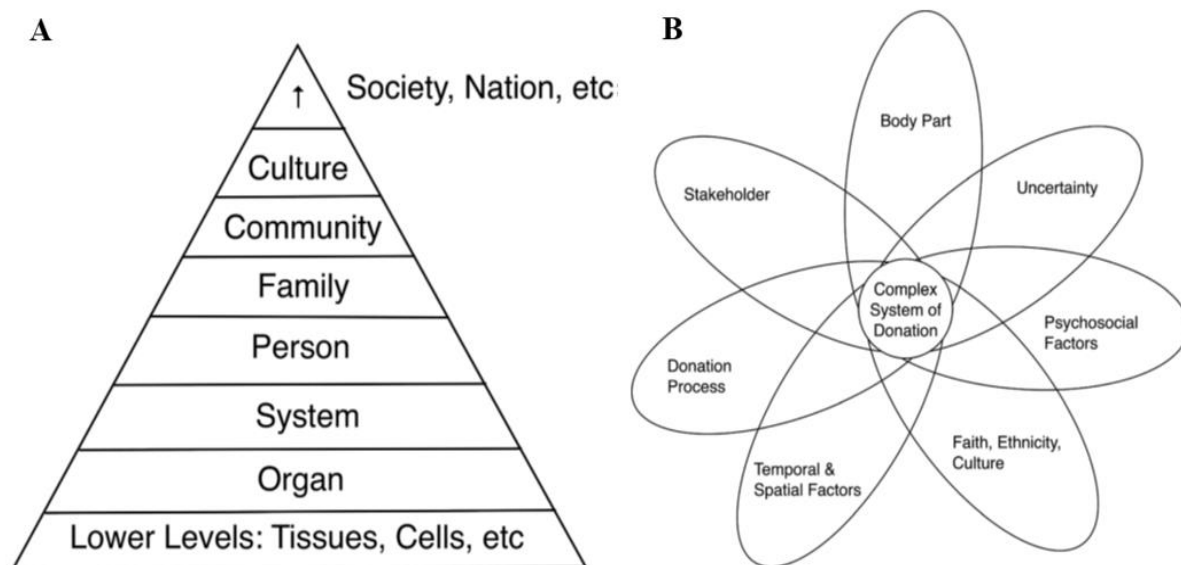 A
↑
Society, Nation, etc
Culture
Community
Family
Person
System
Organ
Lower Levels: Tissues, Cells, etc
B
Body Part
Stakeholder
Uncertainty
Complex
System of
Donation
Psychosocial
Factors
Donation
Process
Faith, Ethnicity,
Culture
Temporal &
Spatial Factors